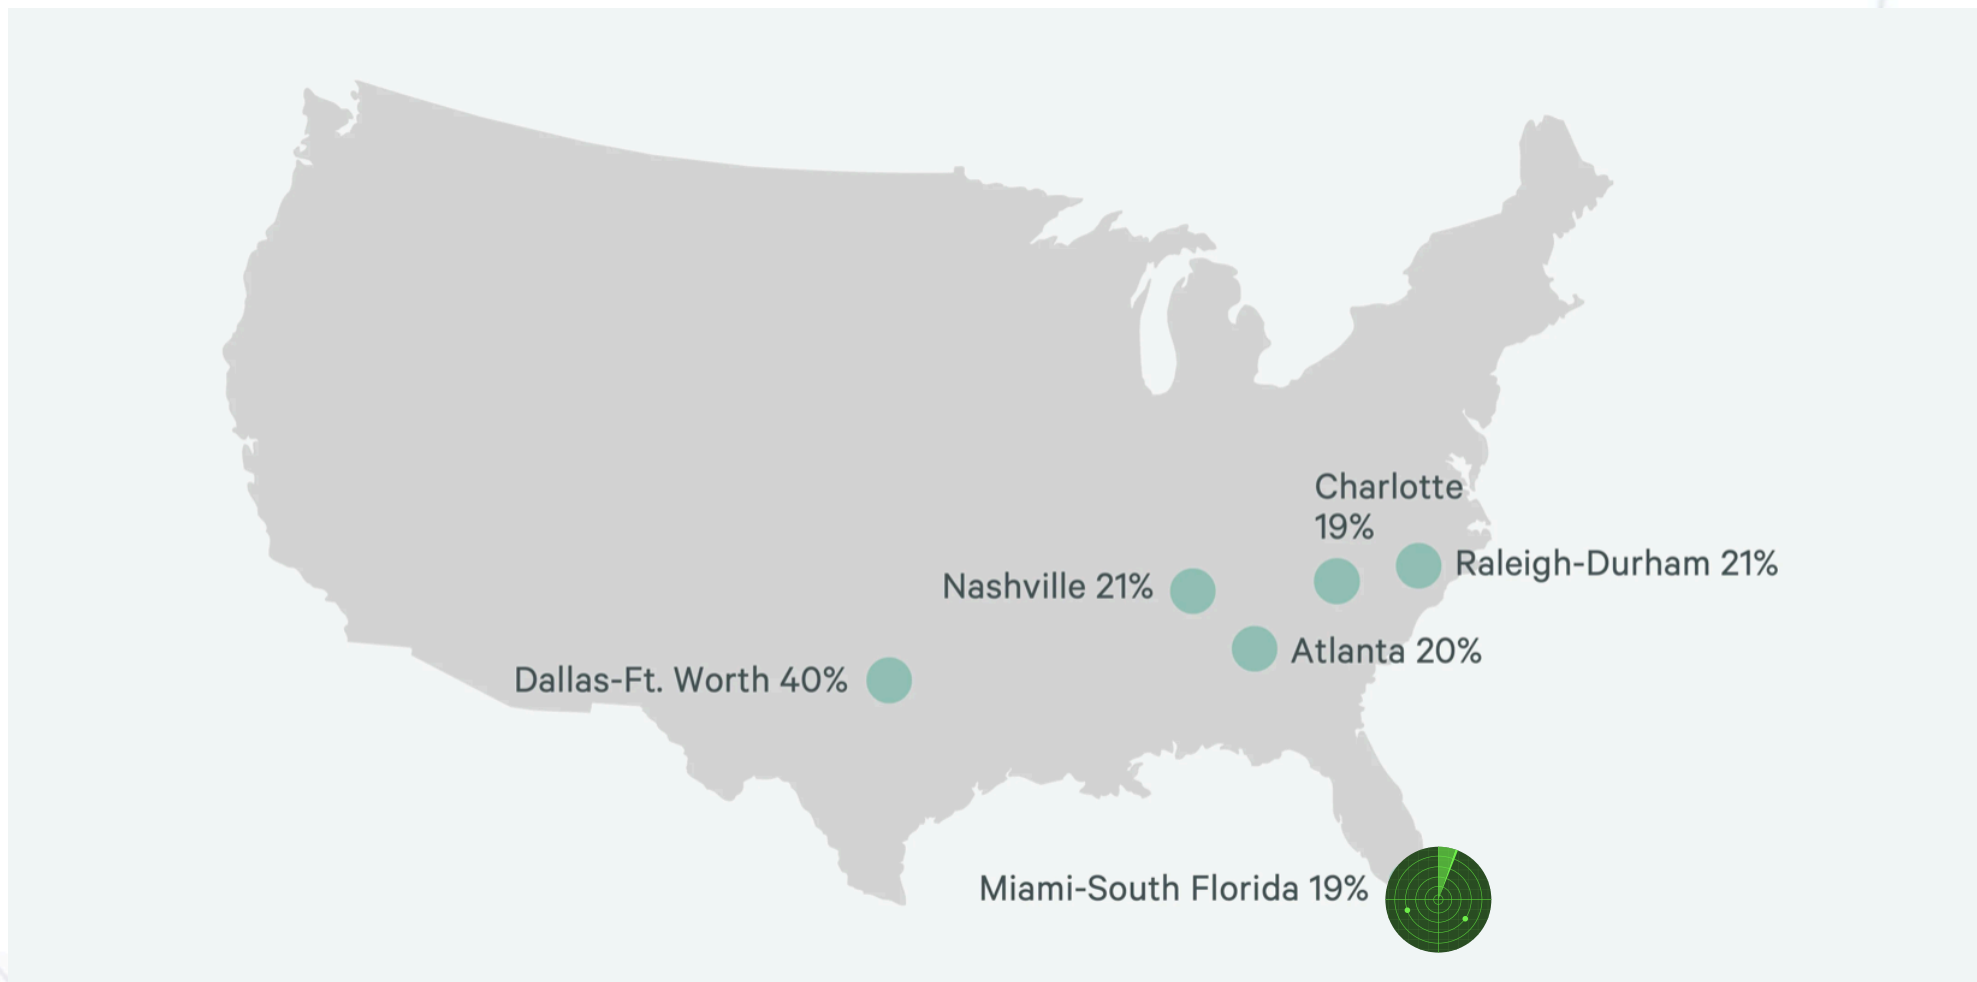 Charlotte
19%
Raleigh-Durham 21%
Nashville 21%
Atlanta 20%
Dallas-Ft. Worth 40%
Miami-South Florida 19%